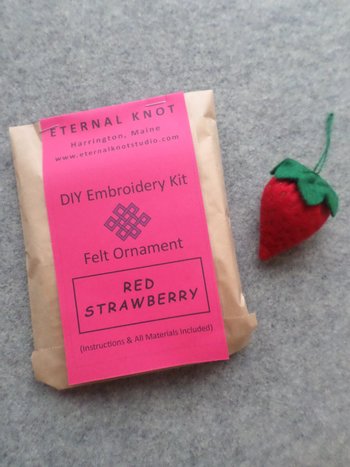 ETERNAL KNOT
Harrington, Maine
www.eternalknotstudio.com
DIY Embroidery Kit
Felt Ornament
RED
STRAWBERRY
(Instructions & All Materials Included)